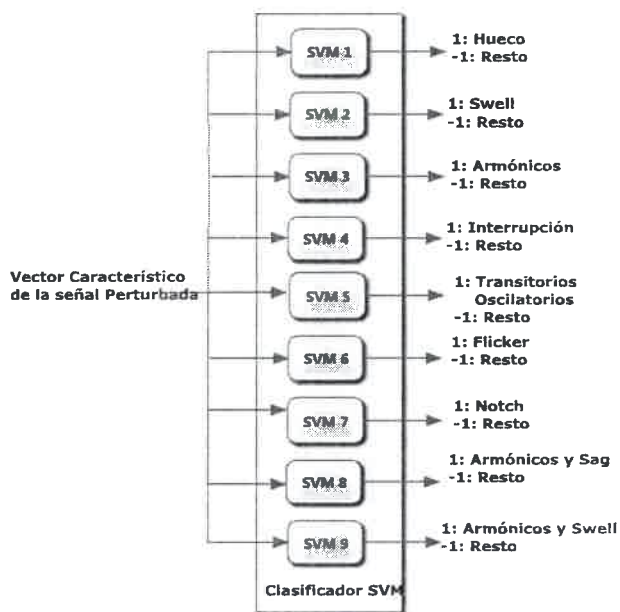 SVM 1
1: Hueco
-1: Resto
SVM 2
1: Swell
-1: Resto
SVM 3
1: Armónicos
-1: Resto
SVM 4
1: Interrupción
-1: Resto
Vector Característico
de la señal Perturbada
SVM 5
1: Transitorios
Oscilatorios
-1: Resto
SVM 6
1: Flicker
-1: Resto
SVM 7
1: Notch
-1: Resto
SVM 8
1: Armónicos y Sag
-1: Resto
SVM 9
1: Armónicos y Swell
-1: Resto
Clasificador SVM